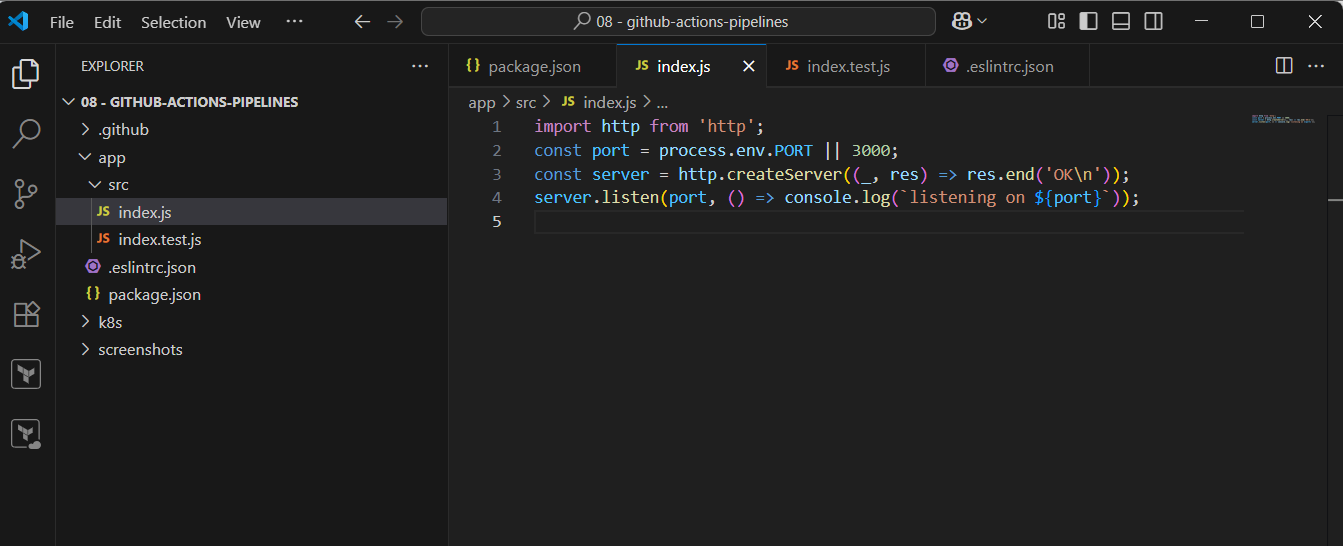 File Edit Selection View ··· 08 - github-actions-pipelines
EXPLORER ···
08 - GITHUB-ACTIONS-PIPELINES
.github
app
src
JS index.js
JS index.test.js
.eslintrc.json
{} package.json
k8s
screenshots
{} package.json JS index.js JS index.test.js .eslintrc.json ···
app > src > JS index.js > ...
1 import http from 'http';
2 const port = process.env.PORT || 3000;
3 const server = http.createServer((_, res) => res.end('OK\n'));
4 server.listen(port, () => console.log(`listening on ${port}`));
5